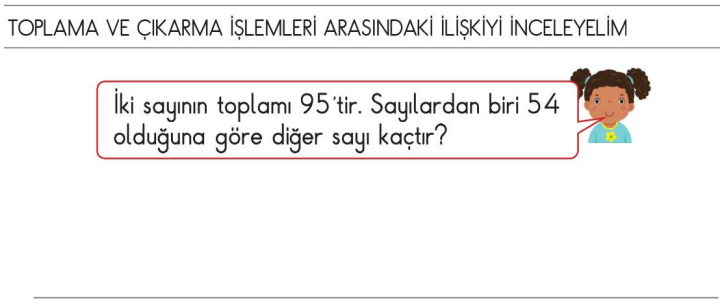 TOPLAMA VE ÇIKARMA İŞLEMLERİ ARASINDAKİ İLİŞKİYİ İNCELEYELİM
İki sayının toplamı 95'tir. Sayılardan biri 54
olduğuna göre diğer sayı kaçtır?